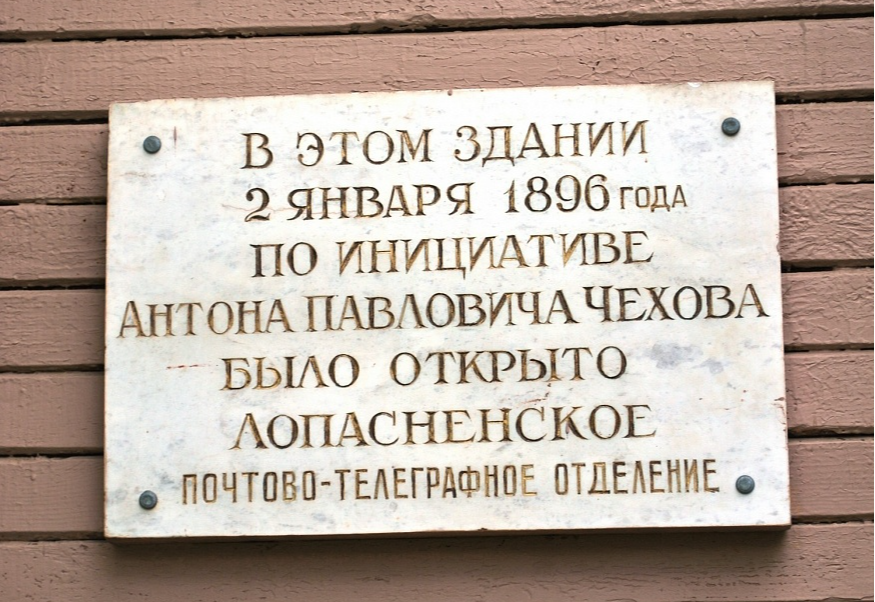 В ЭТОМ ЗДАНИИ
2 ЯНВАРЯ 1896 ГОДА
ПО ИНИЦИАТИВЕ
АНТОНА ПАВЛОВИЧА ЧЕХОВА
БЫЛО ОТКРЫТО
ЛОПАСНЕНСКОЕ
ПОЧТОВО-ТЕЛЕГРАФНОЕ ОТДЕЛЕНИЕ